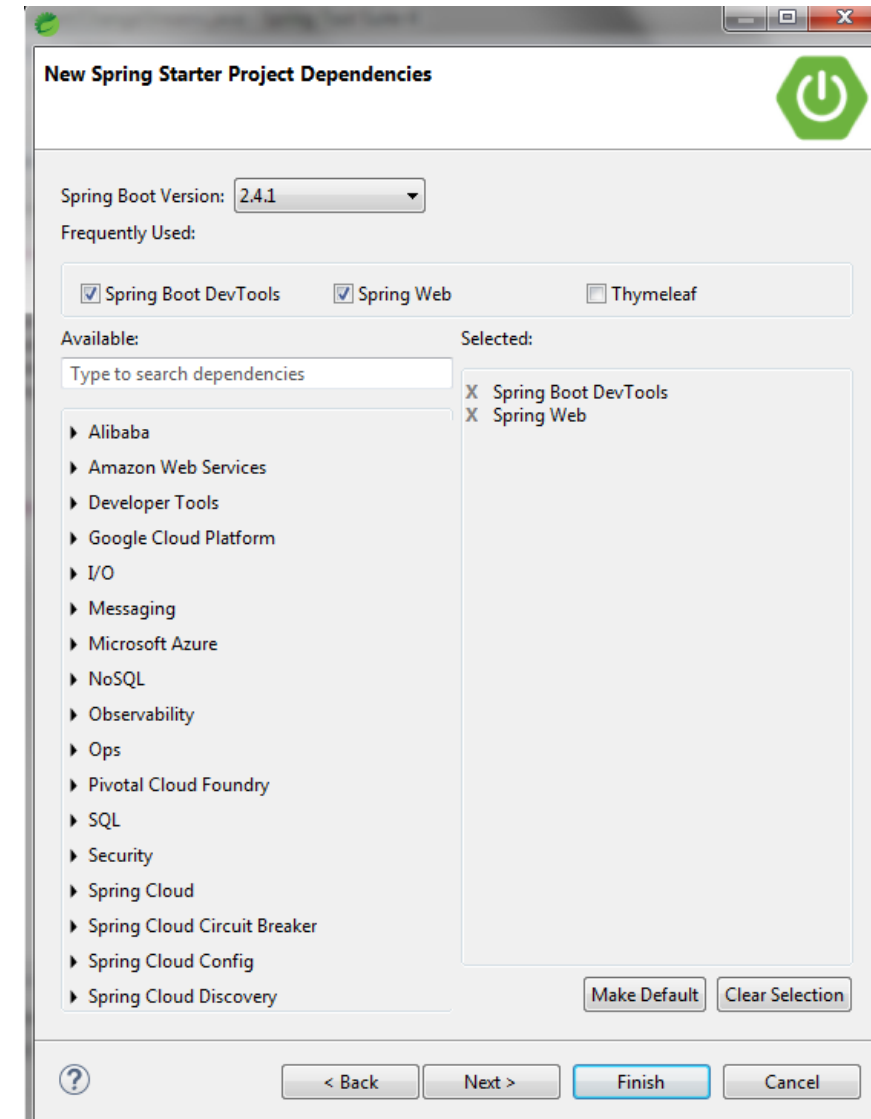 New Spring Starter Project Dependencies
Spring Boot Version: 2.4.1
Frequently Used:
Spring Boot DevTools Spring Web Thymeleaf
Available:
Type to search dependencies
Alibaba
Amazon Web Services
Developer Tools
Google Cloud Platform
I/O
Messaging
Microsoft Azure
NoSQL
Observability
Ops
Pivotal Cloud Foundry
SQL
Security
Spring Cloud
Spring Cloud Circuit Breaker
Spring Cloud Config
Spring Cloud Discovery
Selected:
X Spring Boot DevTools
X Spring Web
Make Default Clear Selection
? < Back Next > Finish Cancel